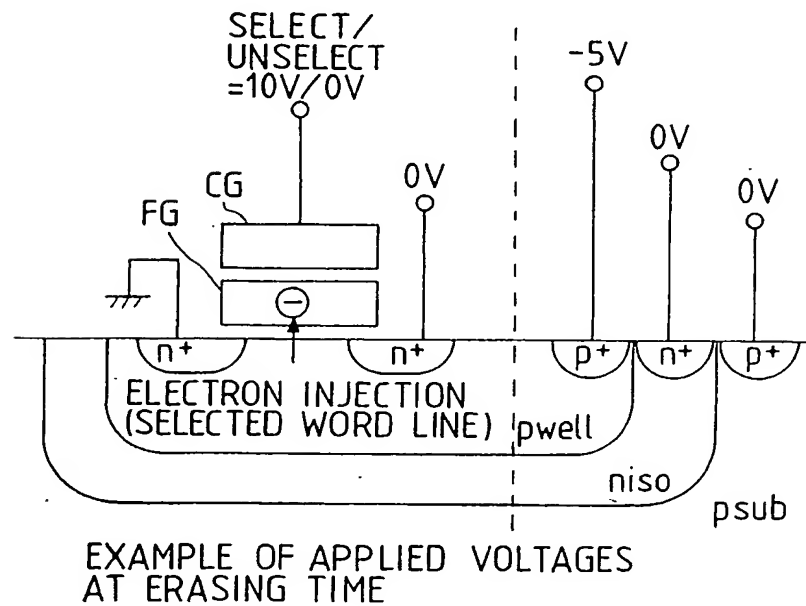 SELECT/
UNSELECT
=10V/0V
-5V
0V
0V
0V
CG
FG
n+
n+
p+
n+
p+
ELECTRON INJECTION
(SELECTED WORD LINE)
pwell
niso
psub
EXAMPLE OF APPLIED VOLTAGES
AT ERASING TIME